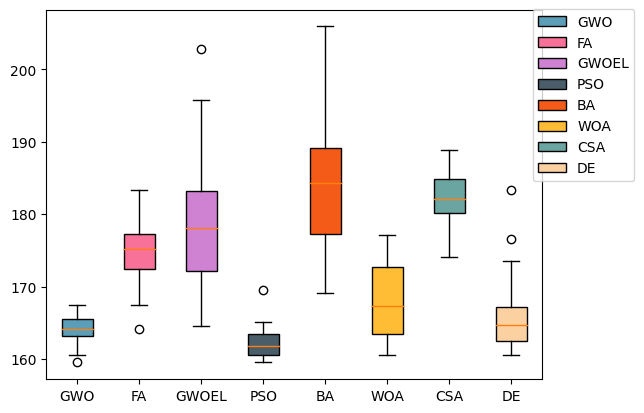 200
190
180
170
160
GWO FA GWOEL PSO BA WOA CSA DE
GWO
FA
GWOEL
PSO
BA
WOA
CSA
DE